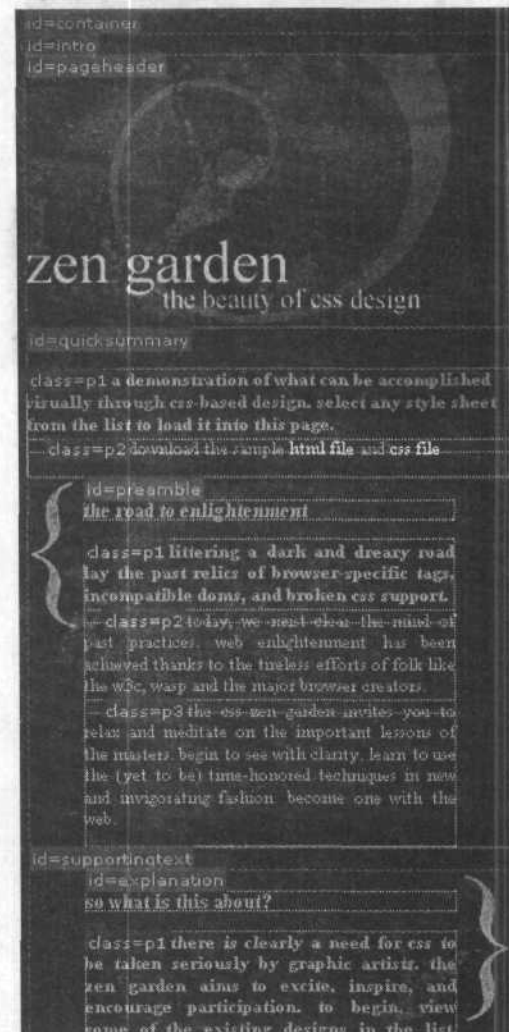 id=container
id=intro
id=pageheader
zen garden
the beauty of css design
id=quicksummary
class=p1 a demonstration of what can be accomplished
visually through css-based design. select any style sheet
from the list to load it into this page.
class=p2 download the sample html file and css file
id=preamble
the road to enlightenment
class=p1 littering a dark and dreary road
lay the past relics of browser-specific tags,
incompatible doms, and broken css support.
class=p2 today, we must clear the mind of
past practices. web enlightenment has been
achieved thanks to the tireless efforts of folk like
the w3c, wasp and the major browser creators.
class=p3 the css zen garden invites you to
relax and meditate on the important lessons of
the masters. begin to see with clarity. learn to use
the (yet to be) time-honored techniques in new
and invigorating fashion. become one with the
web.
id=supportingtext
id=explanation
so what is this about?
class=p1 there is clearly a need for css to
be taken seriously by graphic artists. the
zen garden aims to excite, inspire, and
encourage participation. to begin, view
some of the existing designs in the